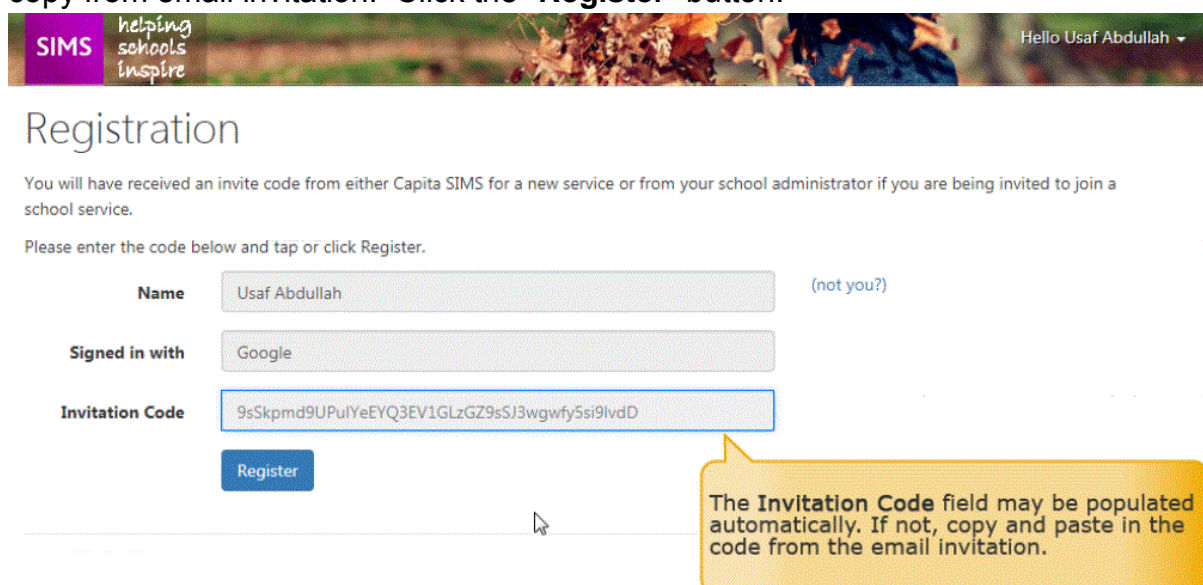 copy from email invitation. Click the "Register" button.
SIMS
helping
schools
inspire
Hello Usaf Abdullah
Registration
You will have received an invite code from either Capita SIMS for a new service or from your school administrator if you are being invited to join a
school service.
Please enter the code below and tap or click Register.
Name
Usaf Abdullah
(not you?)
Signed in with
Google
Invitation Code
9sSkpmd9UPulYeEYQ3EV1GLzGZ9sSJ3wgwfy5si9lvdD
Register
The Invitation Code field may be populated
automatically. If not, copy and paste in the
code from the email invitation.